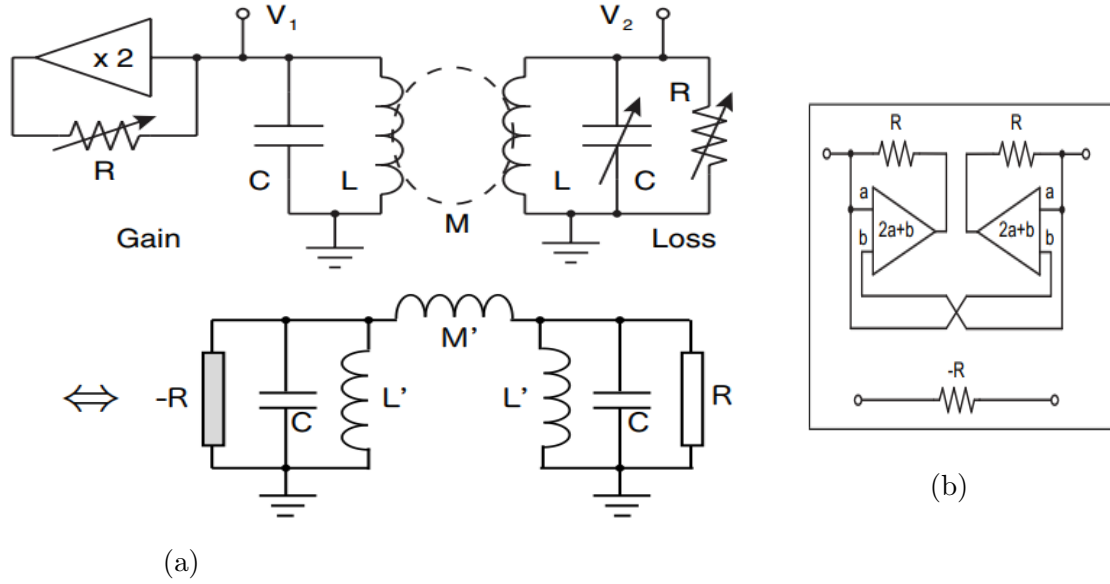 V1 V2
x 2
R
R
C L L C
M
Gain Loss
M'
-R L' L' R
C C
R R
a a
2a+b 2a+b
b b
-R
(b)
(a)